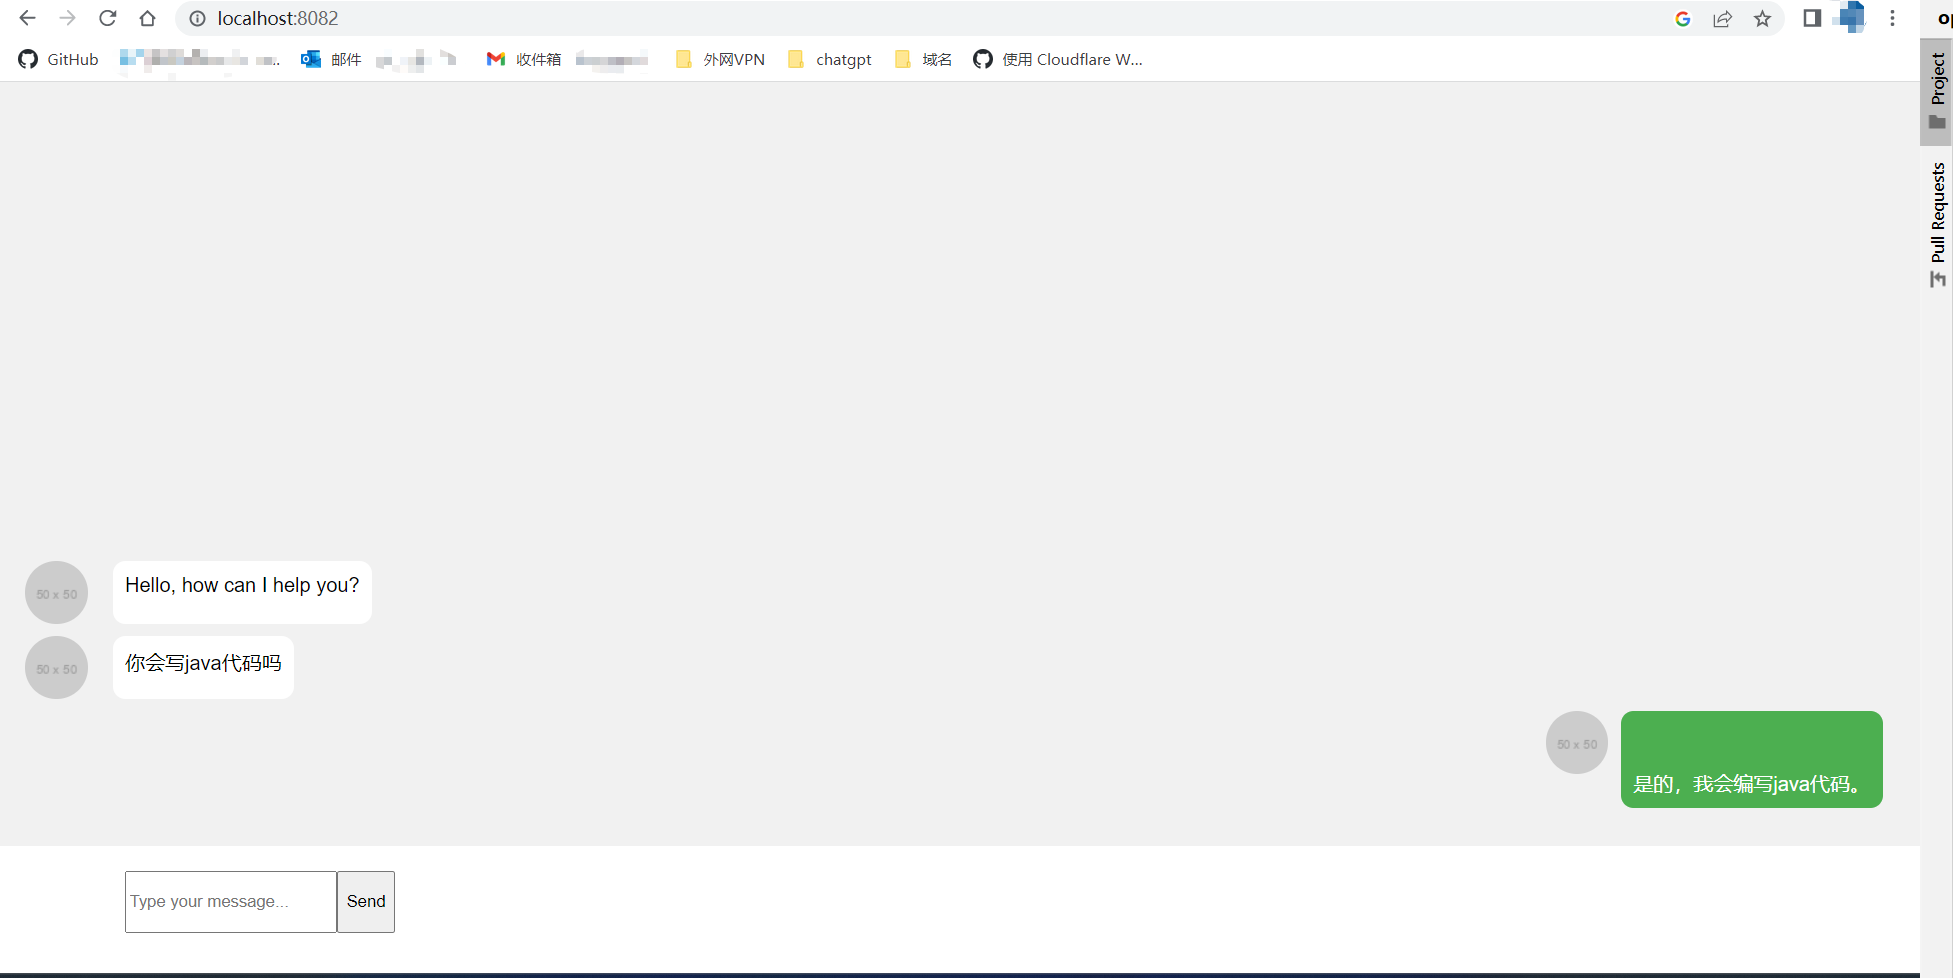 localhost:8082
op
GitHub
邮件
收件箱
外网VPN
chatgpt
域名
使用 Cloudflare W...
Project
Pull Requests
50 x 50
Hello, how can I help you?
50 x 50
你会写java代码吗
50 x 50
是的，我会编写java代码。
Type your message...
Send